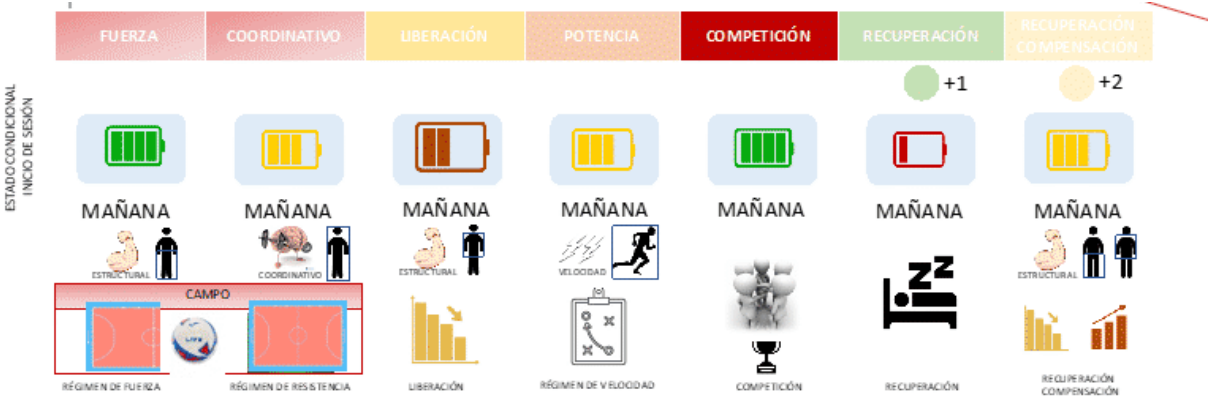 FUERZA
COORDINATIVO
LIBERACIÓN
POTENCIA
COMPETICIÓN
RECUPERACIÓN
RECUPERACIÓN
COMPENSACIÓN
+1
+2
ESTADO CONDICIONAL
INICIO DE SESIÓN
MAÑANA
MAÑANA
MAÑANA
MAÑANA
MAÑANA
MAÑANA
MAÑANA
ESTRUCTURAL
COORDINATIVO
ESTRUCTURAL
VELOCIDAD
ZZ
ESTRUCTURAL
CAMPO
RÉGIMEN DE FUERZA
RÉGIMEN DE RESISTENCIA
LIBERACIÓN
RÉGIMEN DE VELOCIDAD
COMPETICIÓN
RECUPERACIÓN
RECUPERACIÓN
COMPENSACIÓN